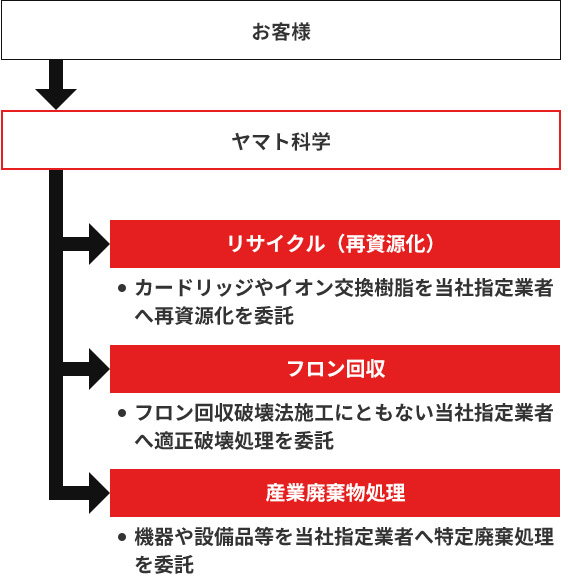 お客様
ヤマト科学
リサイクル（再資源化）
• カードリッジやイオン交換樹脂を当社指定業者
へ再資源化を委託
フロン回収
• フロン回収破壊法施工にともない当社指定業者
へ適正破壊処理を委託
産業廃棄物処理
• 機器や設備品等を当社指定業者へ特定廃棄処理
を委託